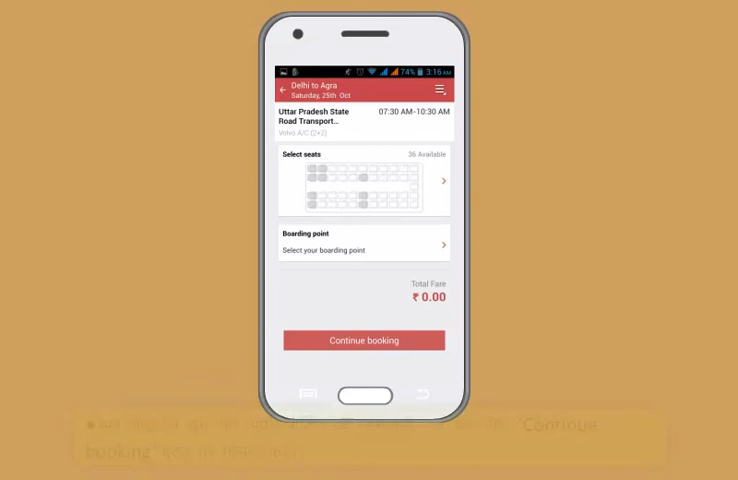 74% 3:16 AM
Delhi to Agra
Saturday, 25th Oct
Uttar Pradesh State
Road Transport...
07:30 AM-10:30 AM
Volvo A/C (2+2)
Select seats
36 Available
Boarding point
Select your boarding point
Total Fare
₹ 0.00
Continue booking
"Continue
booking"